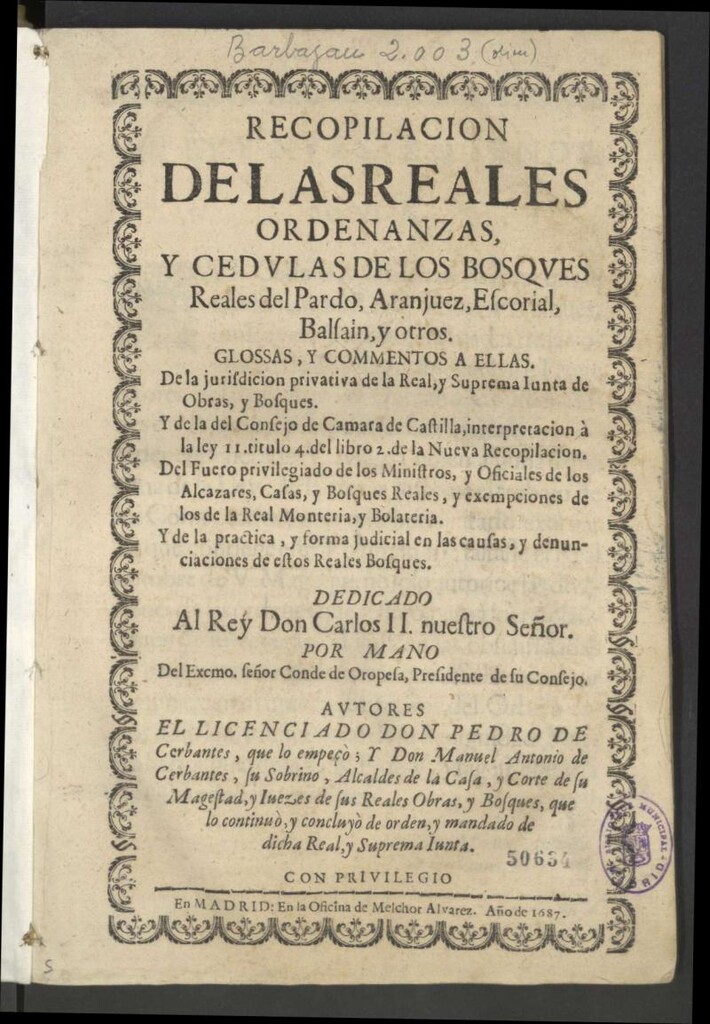 Barbazan 2.003 (olim)
RECOPILACION
DE LAS REALES
ORDENANZAS,
Y CEDVLAS DE LOS BOSQVES
Reales del Pardo, Aranjuez, Eſcorial,
Balſain, y otros.
GLOSSAS, Y COMMENTOS A ELLAS.
De la juriſdicion privativa de la Real, y Suprema Iunta de
Obras, y Boſques.
Y de la del Conſejo de Camara de Caſtilla, interpretacion à
la ley 11. titulo 4. del libro 2. de la Nueva Recopilacion.
Del Fuero privilegiado de los Miniſtros, y Oficiales de los
Alcazares, Caſas, y Boſques Reales, y exempciones de
los de la Real Monteria, y Bolateria.
Y de la practica, y forma judicial en las cauſas, y denun-
ciaciones de eſtos Reales Boſques.
DEDICADO
Al Rey Don Carlos II. nueſtro Señor.
POR MANO
Del Excmo. ſeñor Conde de Oropeſa, Preſidente de ſu Conſejo.
AVTORES
EL LICENCIADO DON PEDRO DE
Cerbantes, que lo empeçò; Y Don Manuel Antonio de
Cerbantes, ſu Sobrino, Alcaldes de la Caſa, y Corte de ſu
Mageſtad, y Iuezes de ſus Reales Obras, y Boſques, que
lo continuò, y concluyò de orden, y mandado de
dicha Real, y Suprema Iunta.
50634
MUNICIPAL
CON PRIVILEGIO
En MADRID: En la Oficina de Melchor Alvarez. Año de 1687.
S